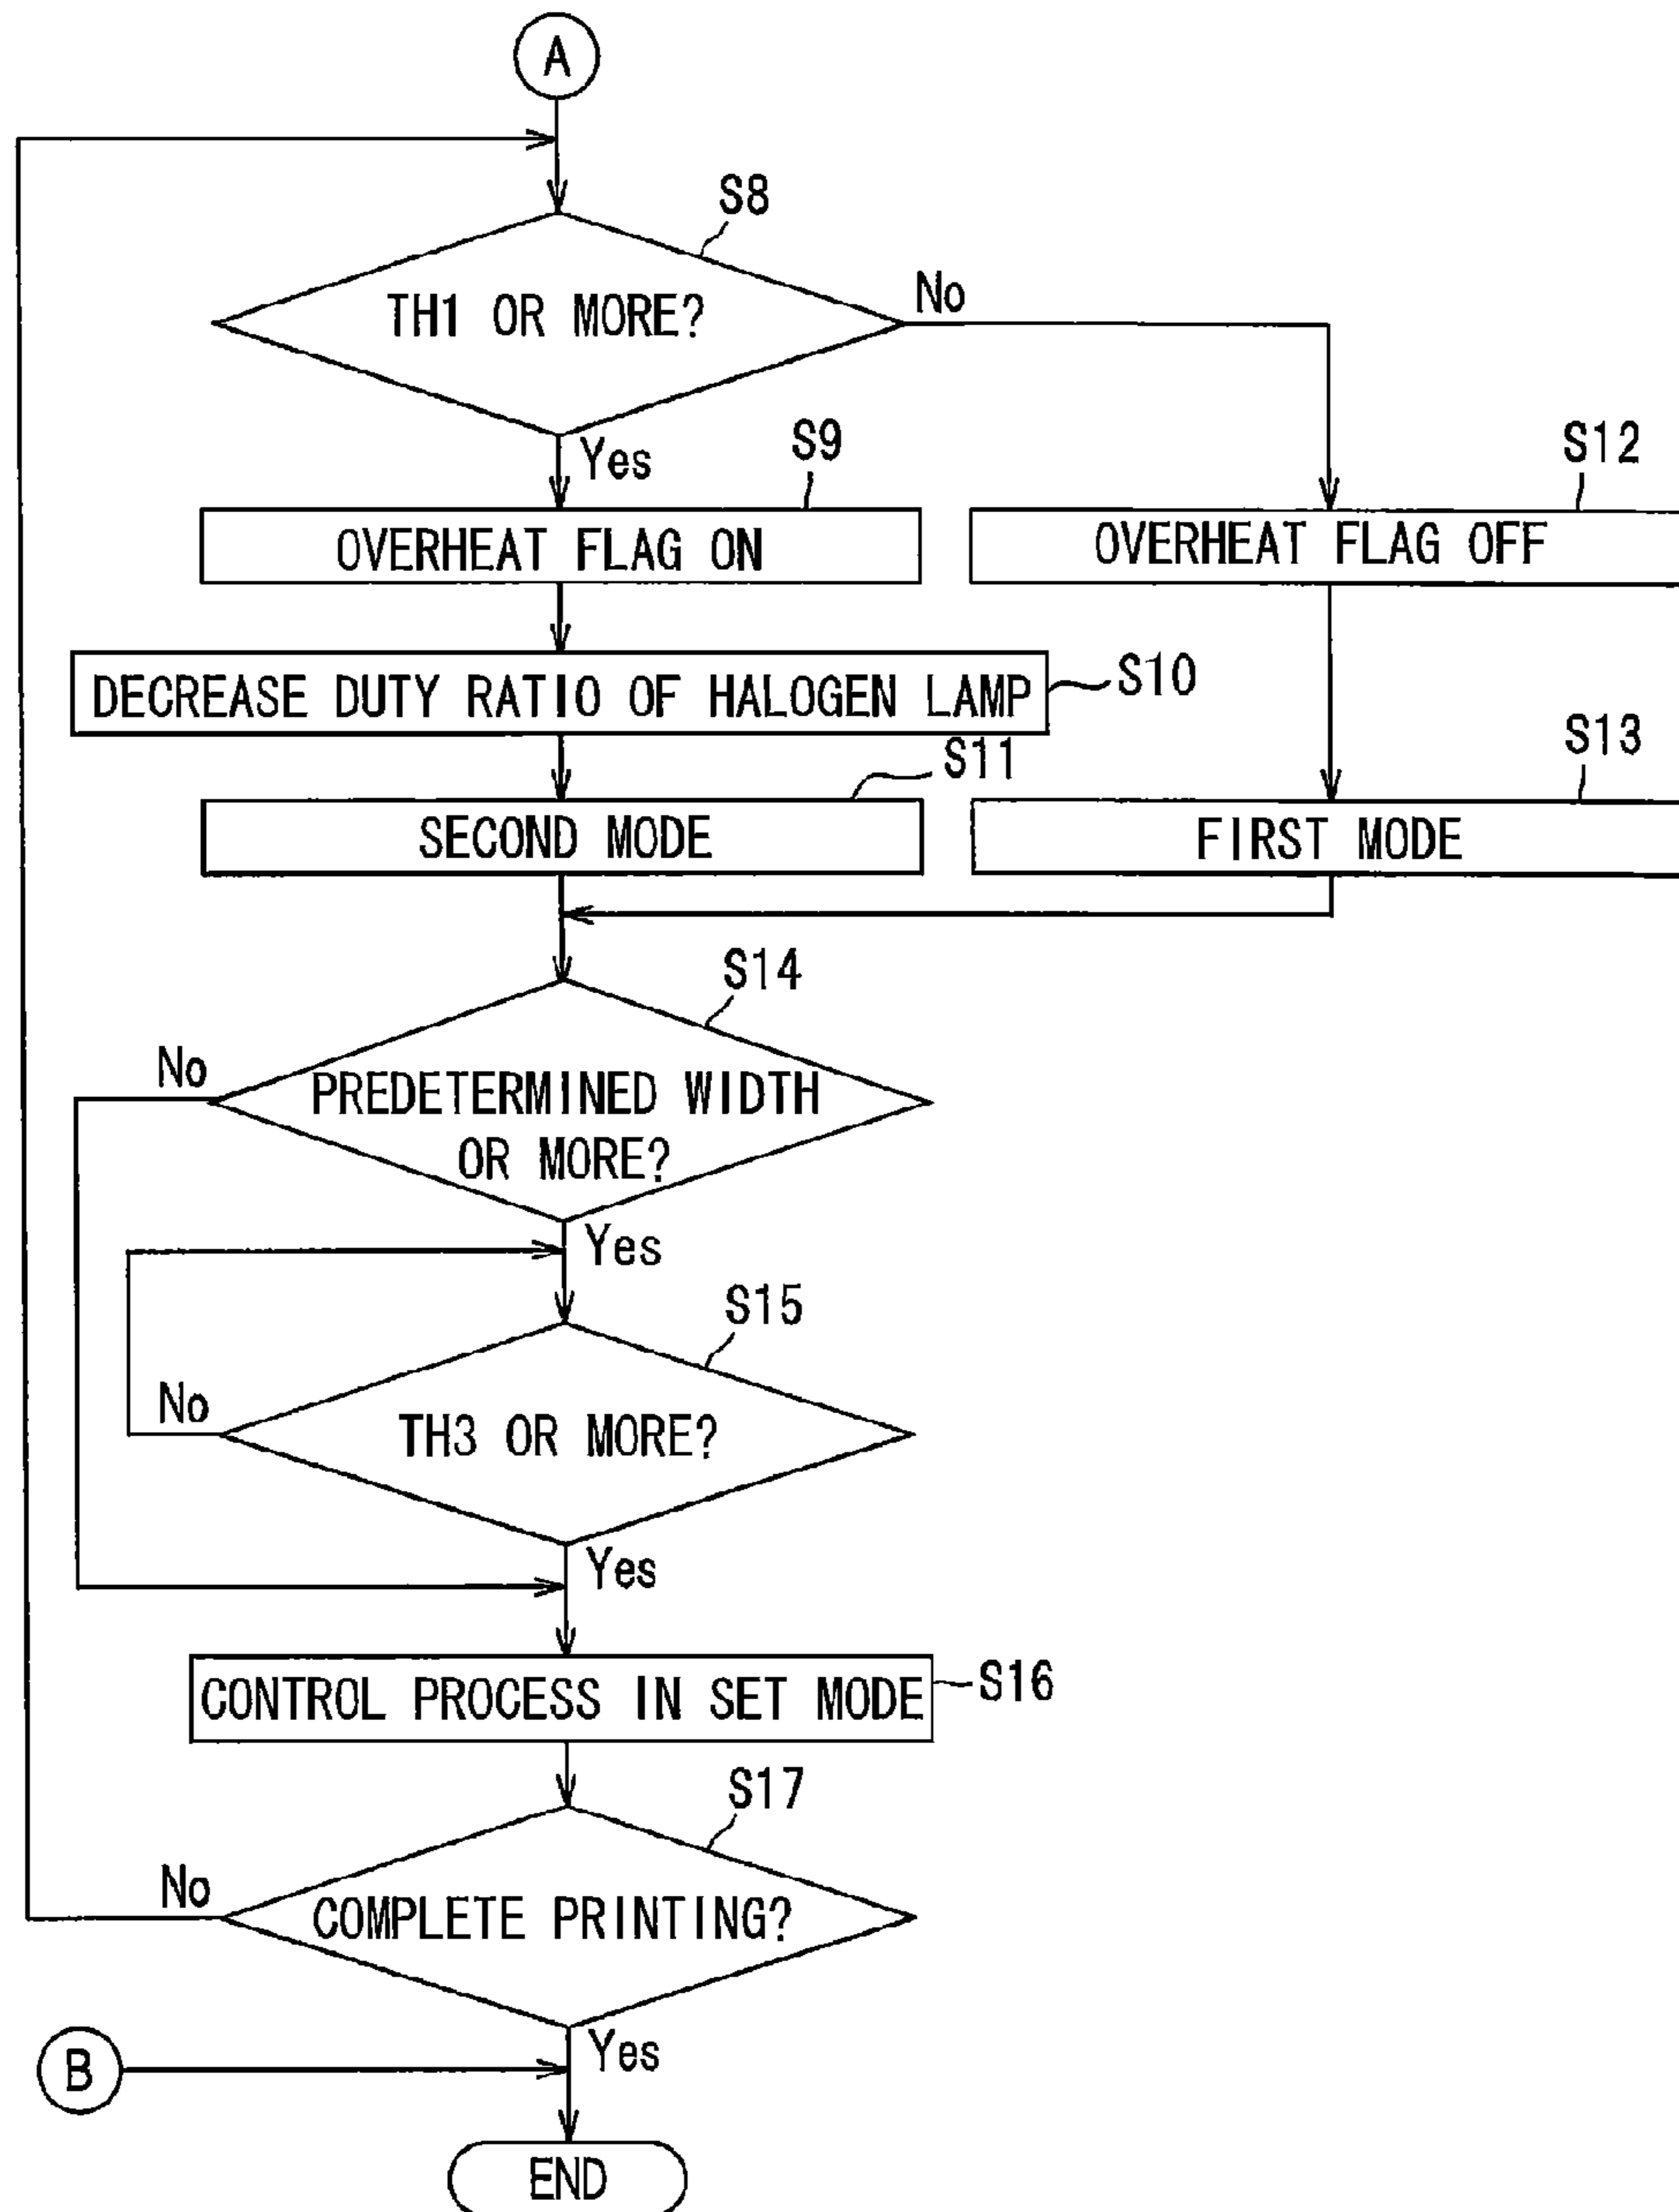 A
S8
TH1 OR MORE?
No
Yes
S9
S12
OVERHEAT FLAG ON
OVERHEAT FLAG OFF
DECREASE DUTY RATIO OF HALOGEN LAMP
S10
S11
S13
SECOND MODE
FIRST MODE
S14
No
PREDETERMINED WIDTH
OR MORE?
Yes
S15
No
TH3 OR MORE?
Yes
CONTROL PROCESS IN SET MODE
S16
S17
No
COMPLETE PRINTING?
Yes
B
END